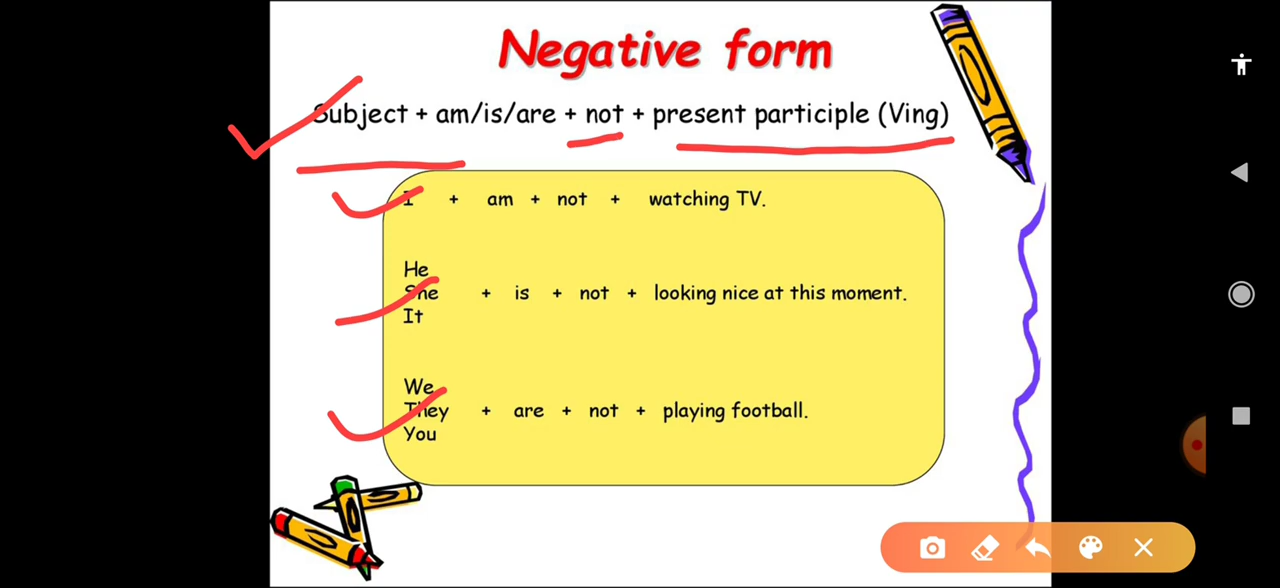 Negative form
Subject + am/is/are + not + present participle (Ving)
I + am + not + watching TV.
He
She + is + not + looking nice at this moment.
It
We
They + are + not + playing football.
You